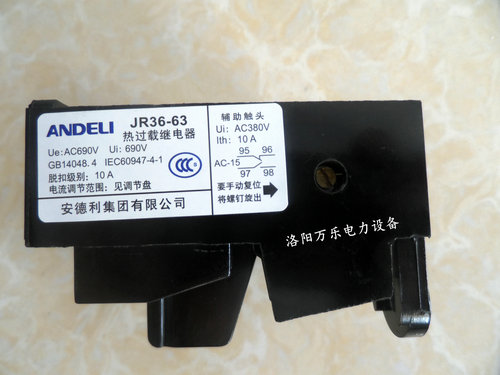 ANDELI JR36-63
热过载继电器
Ue:AC690V Ui: 690V
GB14048.4 IEC60947-4-1
脱扣级别: 10A
电流调节范围: 见调节盘
CCC
安德利集团有限公司
辅助触头
Ui: AC380V
Ith: 10A
95 96
AC-15
97 98
要手动复位
将螺钉旋出
洛阳万乐电力设备